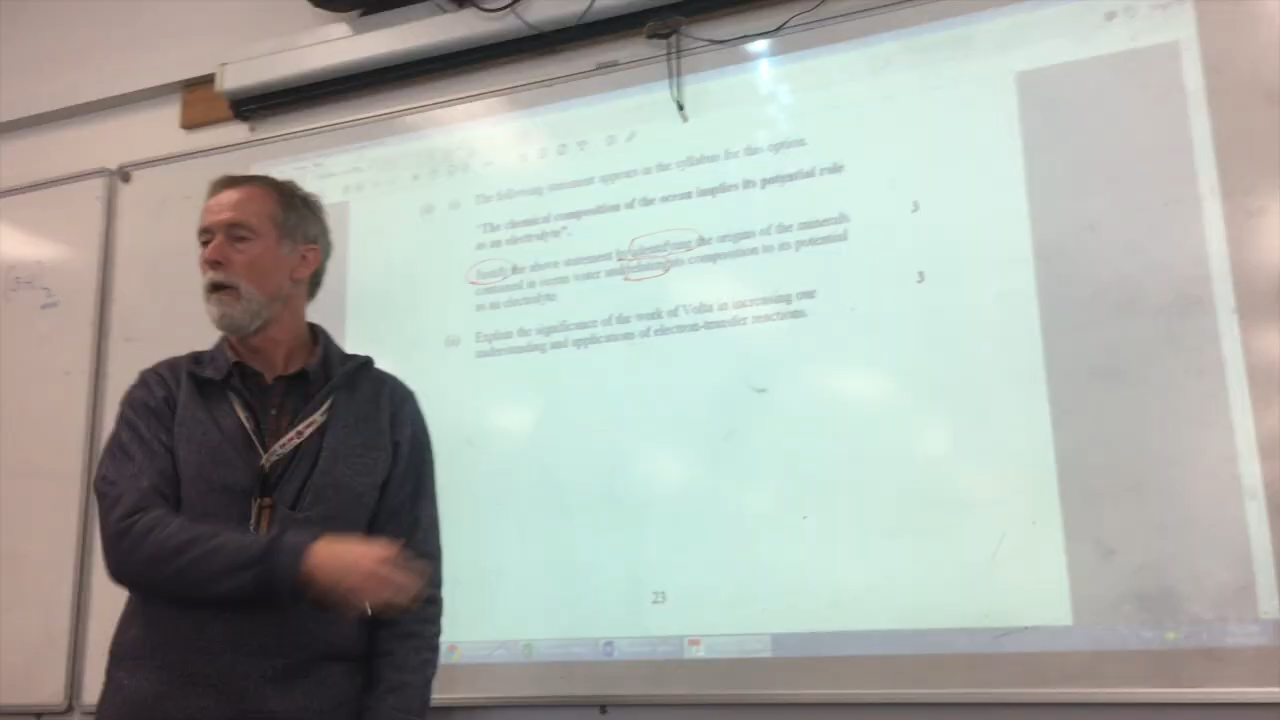 The following statement appears in the syllabus for this option.
"The chemical composition of the ocean implies its potential role
as an electrolyte".
3
Justify the above statement by identifying the origins of the minerals
contained in ocean water and relating its composition to its potential
as an electrolyte.
(ii) Explain the significance of the work of Volta in increasing our
understanding and applications of electron-transfer reactions.
3
23